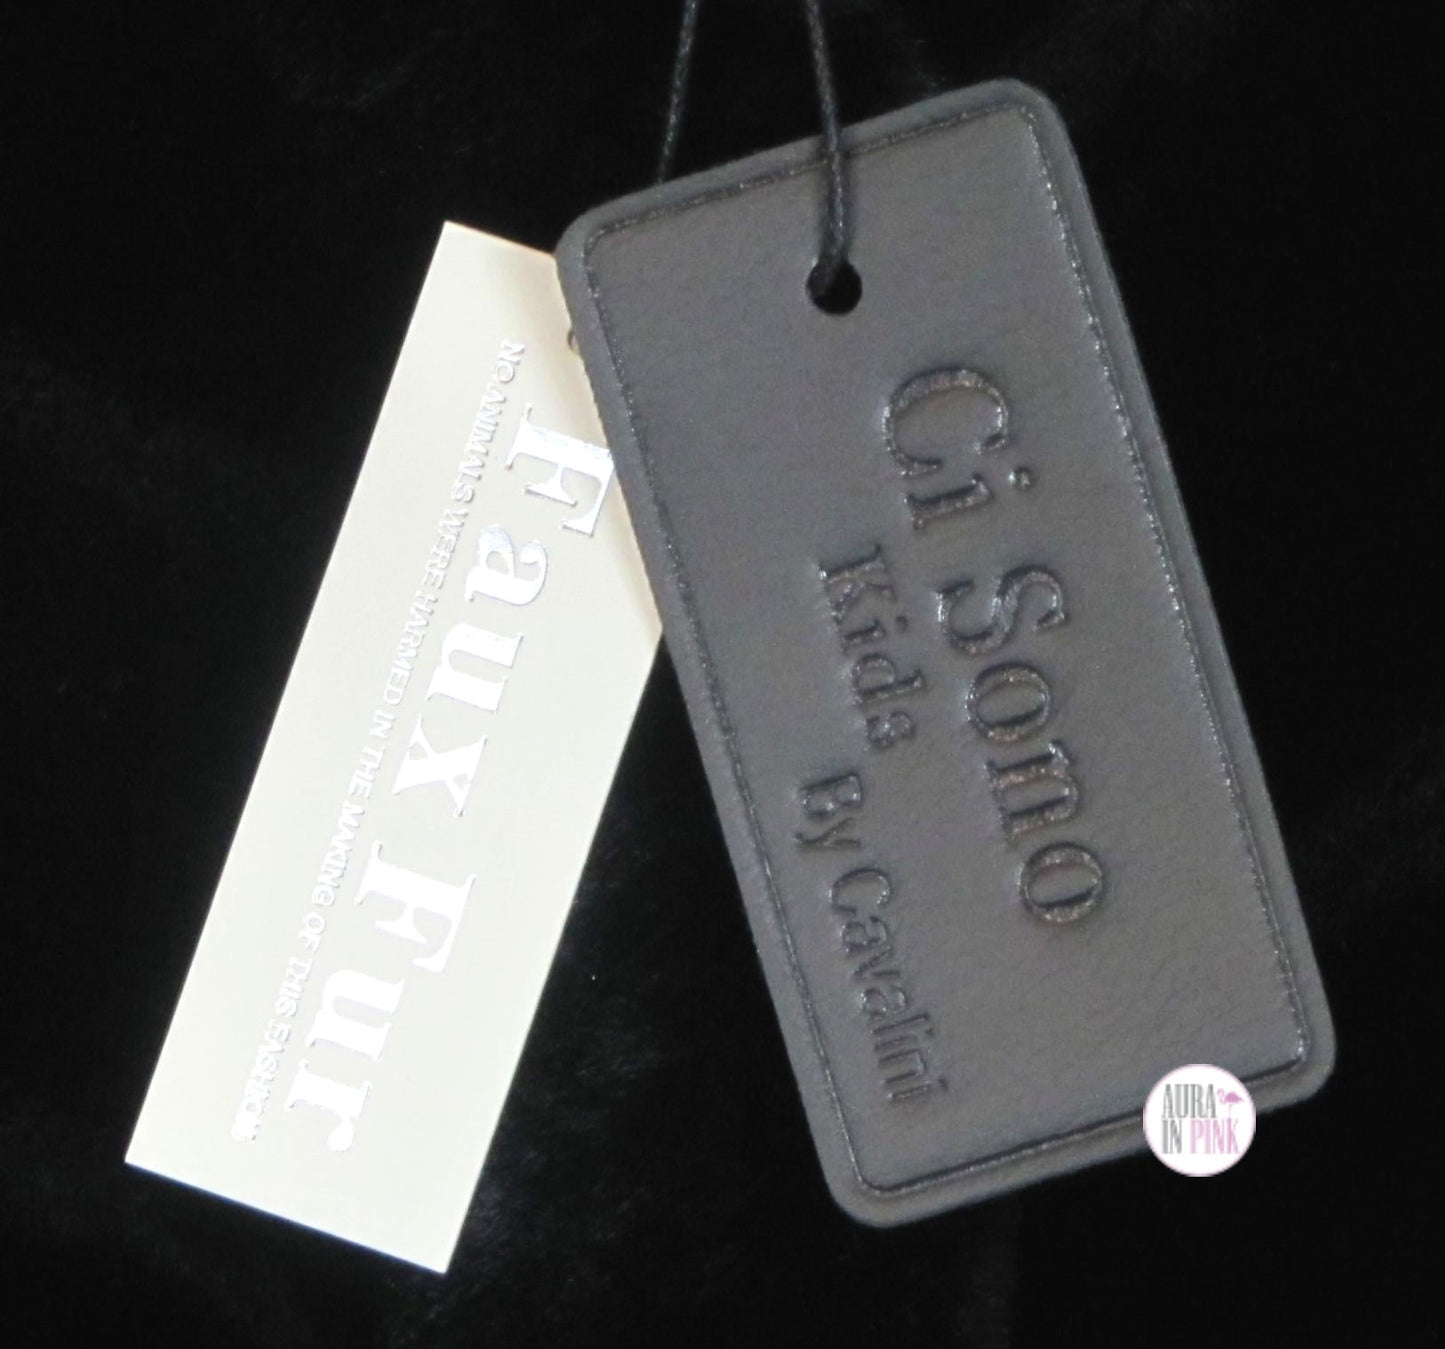 Faux Fur
NO ANIMALS WERE HARMED IN THE MAKING OF THIS FASHION
Ci Sono
Kids
By Cavalini
AURA
IN PINK